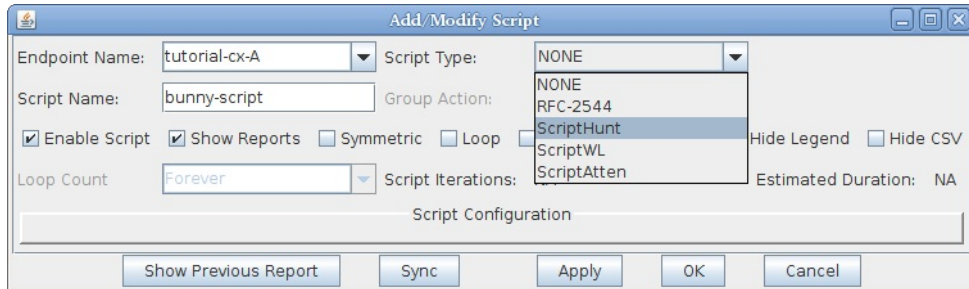 Add/Modify Script
Endpoint Name: tutorial-cx-A Script Type: NONE
NONE
Script Name: bunny-script Group Action: RFC-2544
ScriptHunt
Enable Script Show Reports Symmetric Loop Hide Legend Hide CSV
ScriptWL
ScriptAtten
Loop Count Forever Script Iterations: Estimated Duration: NA
Script Configuration
Show Previous Report Sync Apply OK Cancel